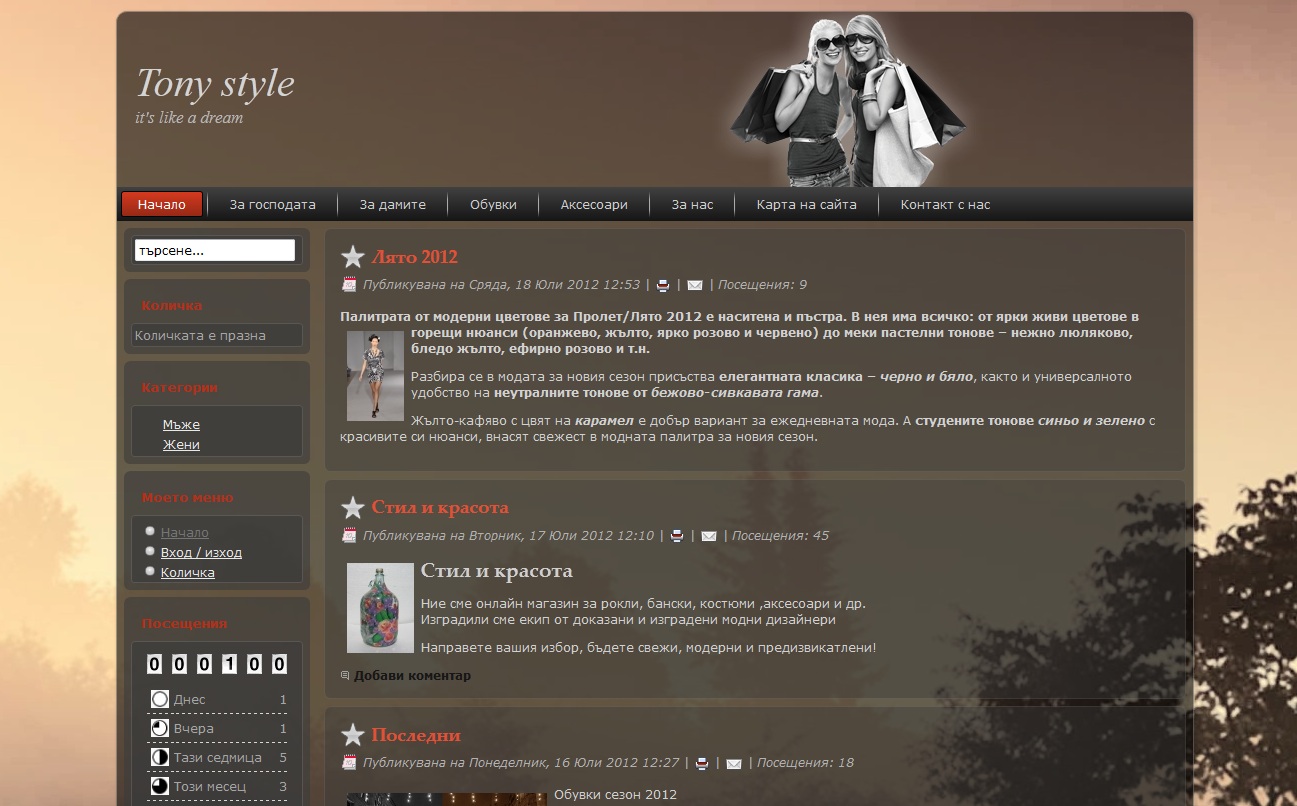 Tony style
it's like a dream
Начало За господата За дамите Обувки Аксесоари За нас Карта на сайта Контакт с нас
търсене...
Количка
Количката е празна
Категории
Мъже
Жени
Моето меню
Начало
Вход / изход
Количка
Посещения
0 0 0 1 0 0
Днес 1
Вчера 1
Тази седмица 5
Този месец 3
Лято 2012
Публикувана на Сряда, 18 Юли 2012 12:53 | | | Посещения: 9
Палитрата от модерни цветове за Пролет/Лято 2012 е наситена и пъстра. В нея има всичко: от ярки живи цветове в
горещи нюанси (оранжево, жълто, ярко розово и червено) до меки пастелни тонове – нежно люляково,
бледо жълто, ефирно розово и т.н.
Разбира се в модата за новия сезон присъства елегантната класика – черно и бяло, както и универсалното
удобство на неутралните тонове от бежово-сивкавата гама.
Жълто-кафяво с цвят на карамел е добър вариант за ежедневната мода. А студените тонове синьо и зелено с
красивите си нюанси, внасят свежест в модната палитра за новия сезон.
Стил и красота
Публикувана на Вторник, 17 Юли 2012 12:10 | | | Посещения: 45
Стил и красота
Ние сме онлайн магазин за рокли, бански, костюми ,аксесоари и др.
Изградили сме екип от доказани и изградени модни дизайнери
Направете вашия избор, бъдете свежи, модерни и предизвикатлени!
Добави коментар
Последни
Публикувана на Понеделник, 16 Юли 2012 12:27 | | | Посещения: 18
Обувки сезон 2012